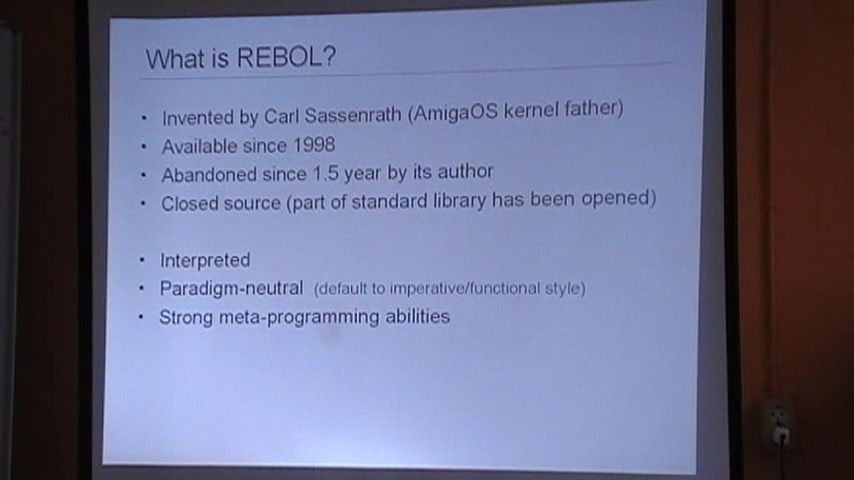 What is REBOL?
• Invented by Carl Sassenrath (AmigaOS kernel father)
• Available since 1998
• Abandoned since 1.5 year by its author
• Closed source (part of standard library has been opened)
• Interpreted
• Paradigm-neutral (default to imperative/functional style)
• Strong meta-programming abilities